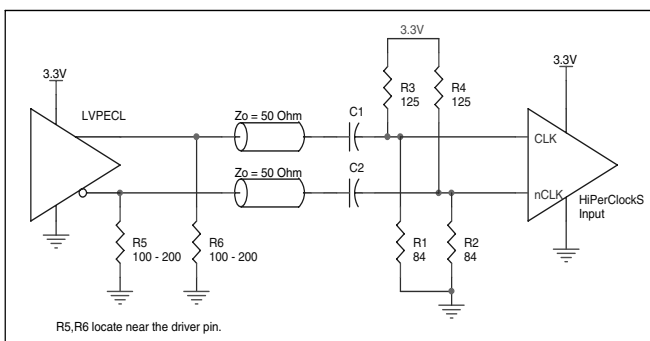 3.3V
3.3V
3.3V
R3
125
R4
125
LVPECL
Zo = 50 Ohm
C1
CLK
Zo = 50 Ohm
C2
nCLK
HiPerClockS
Input
R5
100 - 200
R6
100 - 200
R1
84
R2
84
R5,R6 locate near the driver pin.